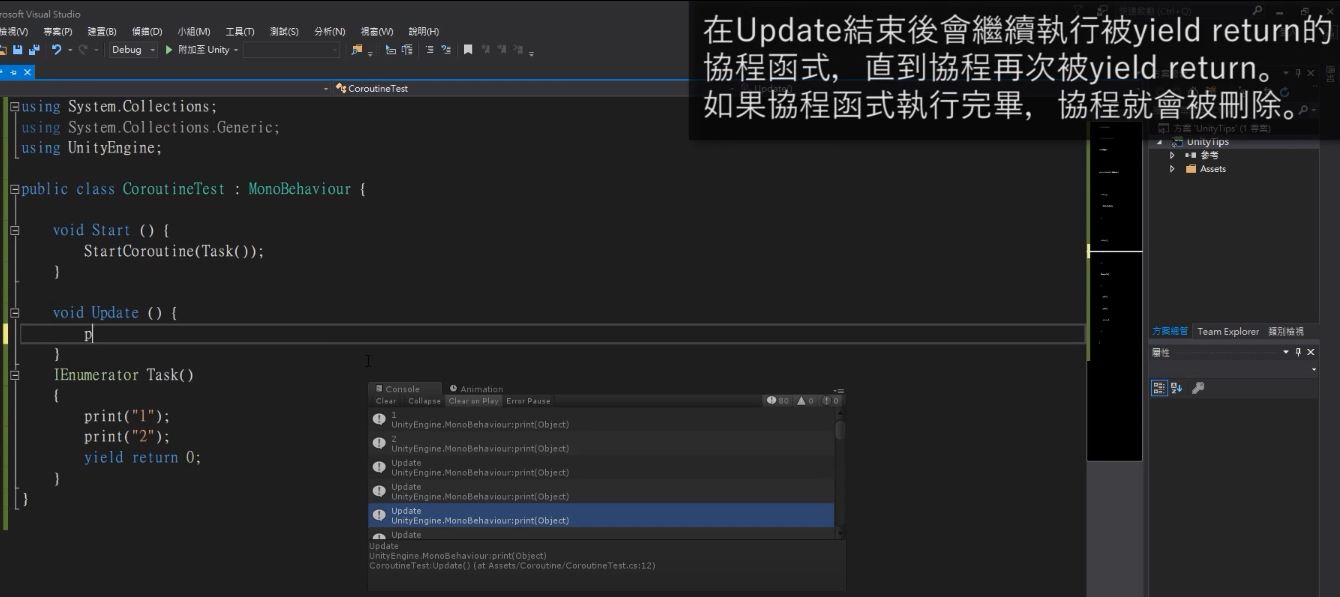 rosoft Visual Studio
檢視(V) 專案(P) 建置(B) 偵錯(D) 小組(M) 工具(T) 測試(S) 分析(N) 視窗(W) 說明(H)
Debug 附加至 Unity
CoroutineTest
在Update結束後會繼續執行被yield return的
協程函式，直到協程再次被yield return。
如果協程函式執行完畢，協程就會被刪除。
using System.Collections;
using System.Collections.Generic;
using UnityEngine;
public class CoroutineTest : MonoBehaviour {
void Start () {
StartCoroutine(Task());
}
void Update () {
p
}
IEnumerator Task()
{
print("1");
print("2");
yield return 0;
}
}
方案 'UnityTips' (1 專案)
UnityTips
參考
Assets
方案總管 Team Explorer 類別檢視
屬性
Console Animation
Clear Collapse Clear on Play Error Pause 80 0 0
1
UnityEngine.MonoBehaviour:print(Object)
2
UnityEngine.MonoBehaviour:print(Object)
Update
UnityEngine.MonoBehaviour:print(Object)
Update
UnityEngine.MonoBehaviour:print(Object)
Update
UnityEngine.MonoBehaviour:print(Object)
Update
Update
UnityEngine.MonoBehaviour:print(Object)
CoroutineTest:Update() (at Assets/Coroutine/CoroutineTest.cs:12)